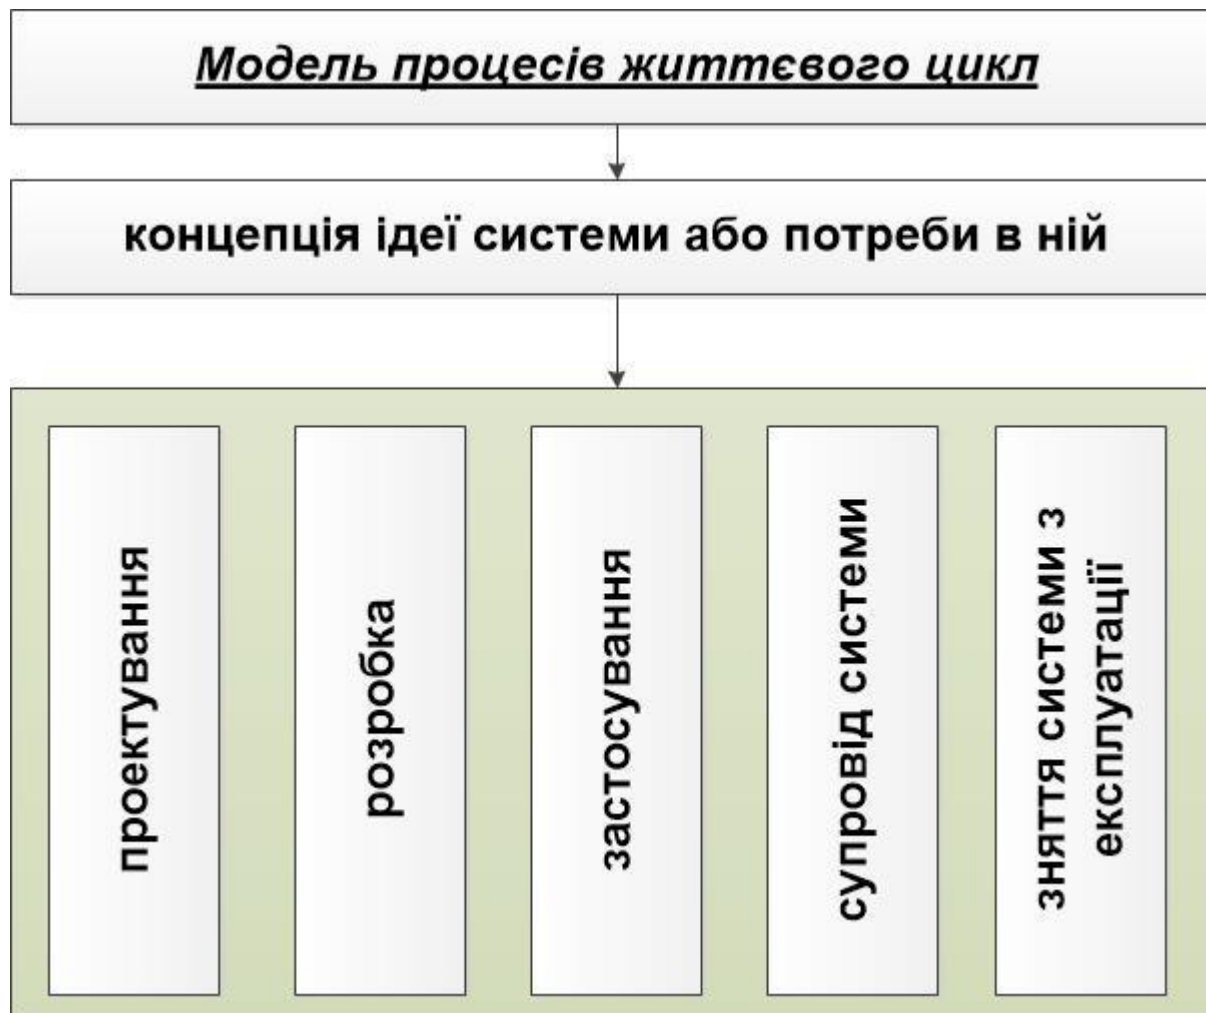 Модель процесів життєвого цикл
концепція ідеї системи або потреби в ній
проектування
розробка
застосування
супровід системи
зняття системи з
експлуатації